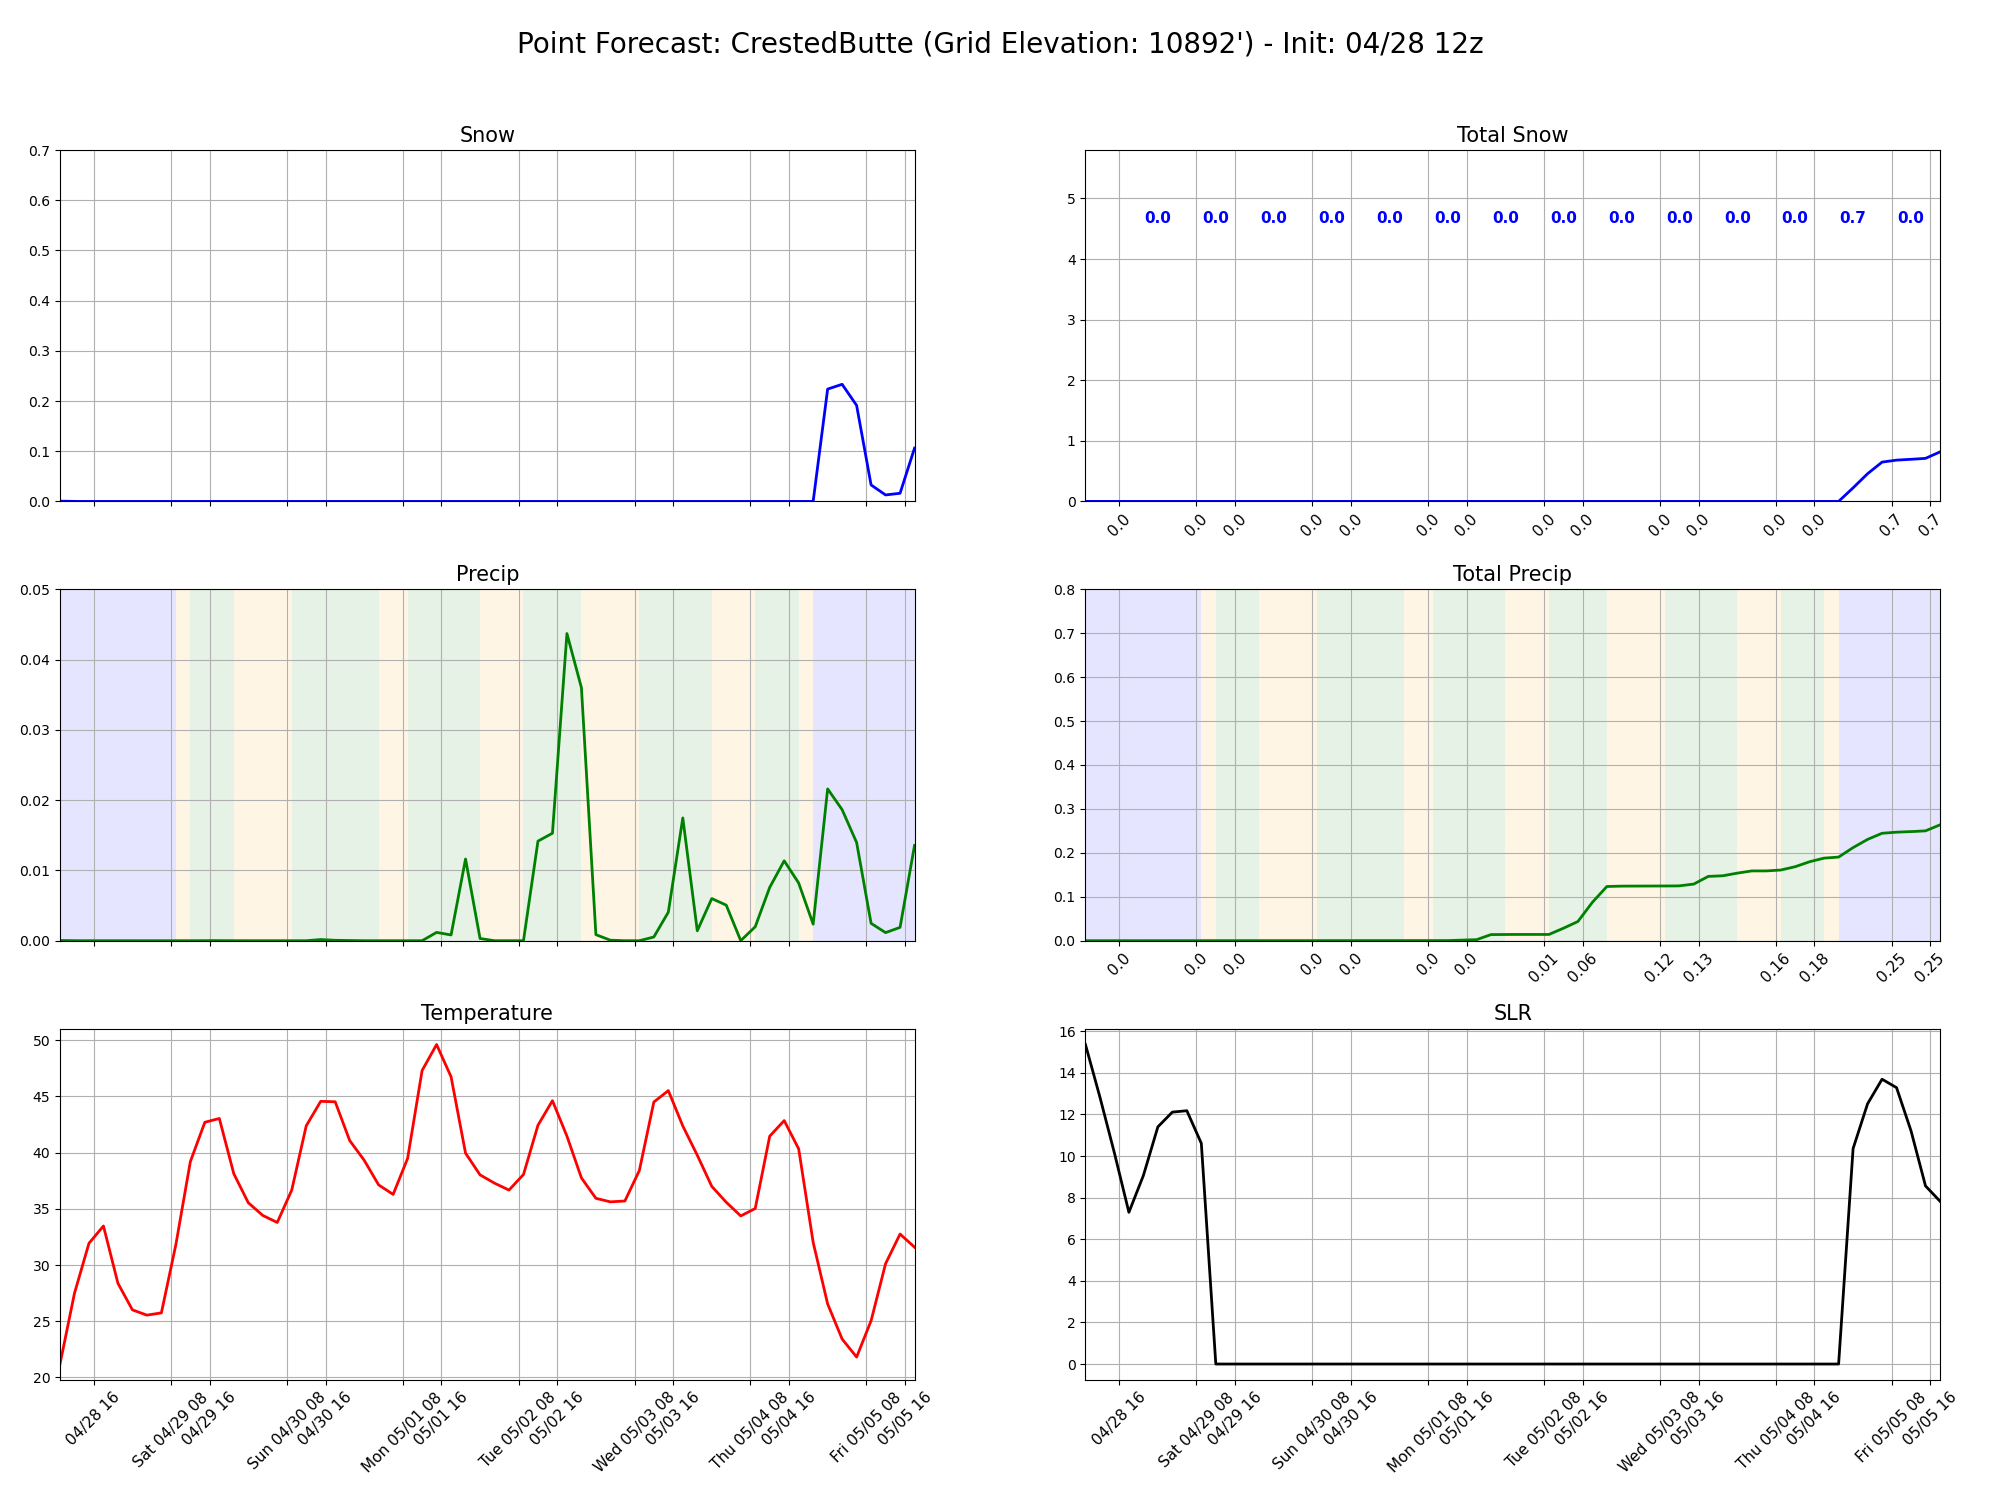 Point Forecast: CrestedButte (Grid Elevation: 10892') - Init: 04/28 12z
Snow
0.7
0.6
0.5
0.4
0.3
0.2
0.1
0.0
Total Snow
5
4
3
2
1
0
0.0 0.0 0.0 0.0 0.0 0.0 0.0 0.0 0.0 0.0 0.0 0.0 0.7 0.0
0.0 0.0 0.0 0.0 0.0 0.0 0.0 0.0 0.0 0.0 0.0 0.0 0.0 0.7 0.7
Precip
0.05
0.04
0.03
0.02
0.01
0.00
Total Precip
0.8
0.7
0.6
0.5
0.4
0.3
0.2
0.1
0.0
0.0 0.0 0.0 0.0 0.0 0.0 0.0 0.01 0.06 0.12 0.13 0.16 0.18 0.25 0.25
Temperature
50
45
40
35
30
25
20
04/28 16
Sat 04/29 08
04/29 16
Sun 04/30 08
04/30 16
Mon 05/01 08
05/01 16
Tue 05/02 08
05/02 16
Wed 05/03 08
05/03 16
Thu 05/04 08
05/04 16
Fri 05/05 08
05/05 16
SLR
16
14
12
10
8
6
4
2
0
04/28 16
Sat 04/29 08
04/29 16
Sun 04/30 08
04/30 16
Mon 05/01 08
05/01 16
Tue 05/02 08
05/02 16
Wed 05/03 08
05/03 16
Thu 05/04 08
05/04 16
Fri 05/05 08
05/05 16